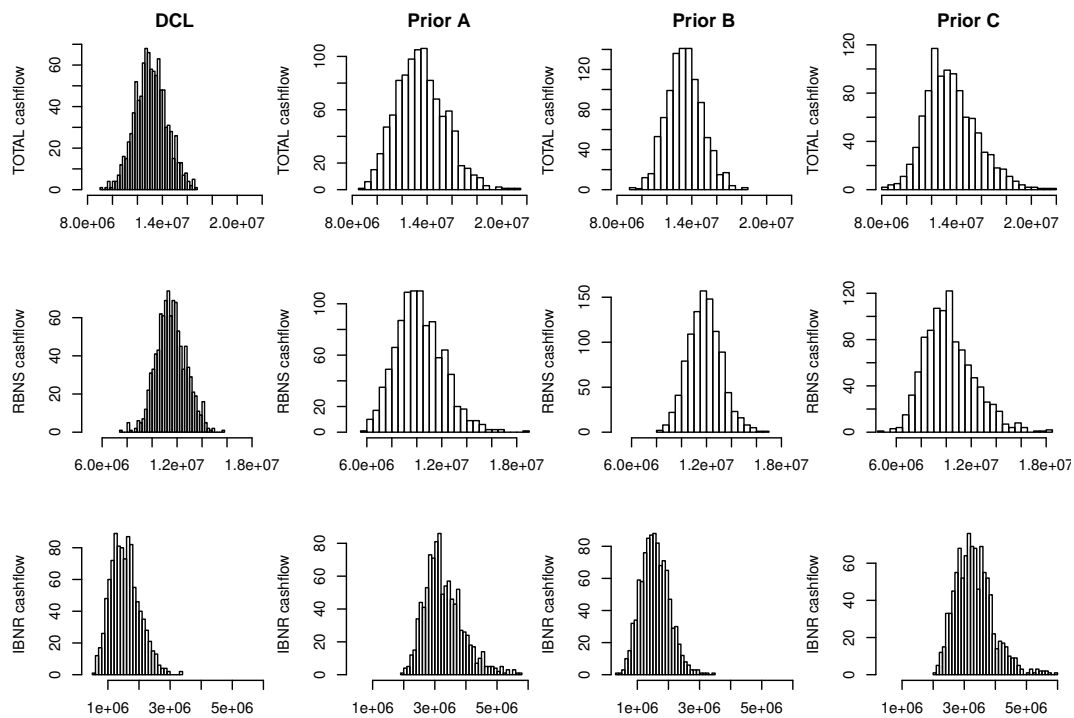 DCL
Prior A
Prior B
Prior C
TOTAL cashflow
0 20 40 60
8.0e+06 1.4e+07 2.0e+07
TOTAL cashflow
0 20 60 100
8.0e+06 1.4e+07 2.0e+07
TOTAL cashflow
0 40 80 120
8.0e+06 1.4e+07 2.0e+07
TOTAL cashflow
0 40 80 120
8.0e+06 1.4e+07 2.0e+07
RBNS cashflow
0 20 40 60
6.0e+06 1.2e+07 1.8e+07
RBNS cashflow
0 20 60 100
6.0e+06 1.2e+07 1.8e+07
RBNS cashflow
0 50 100 150
6.0e+06 1.2e+07 1.8e+07
RBNS cashflow
0 40 80 120
6.0e+06 1.2e+07 1.8e+07
IBNR cashflow
0 20 40 60 80
1e+06 3e+06 5e+06
IBNR cashflow
0 20 40 60 80
1e+06 3e+06 5e+06
IBNR cashflow
0 20 40 60 80
1e+06 3e+06 5e+06
IBNR cashflow
0 20 40 60
1e+06 3e+06 5e+06